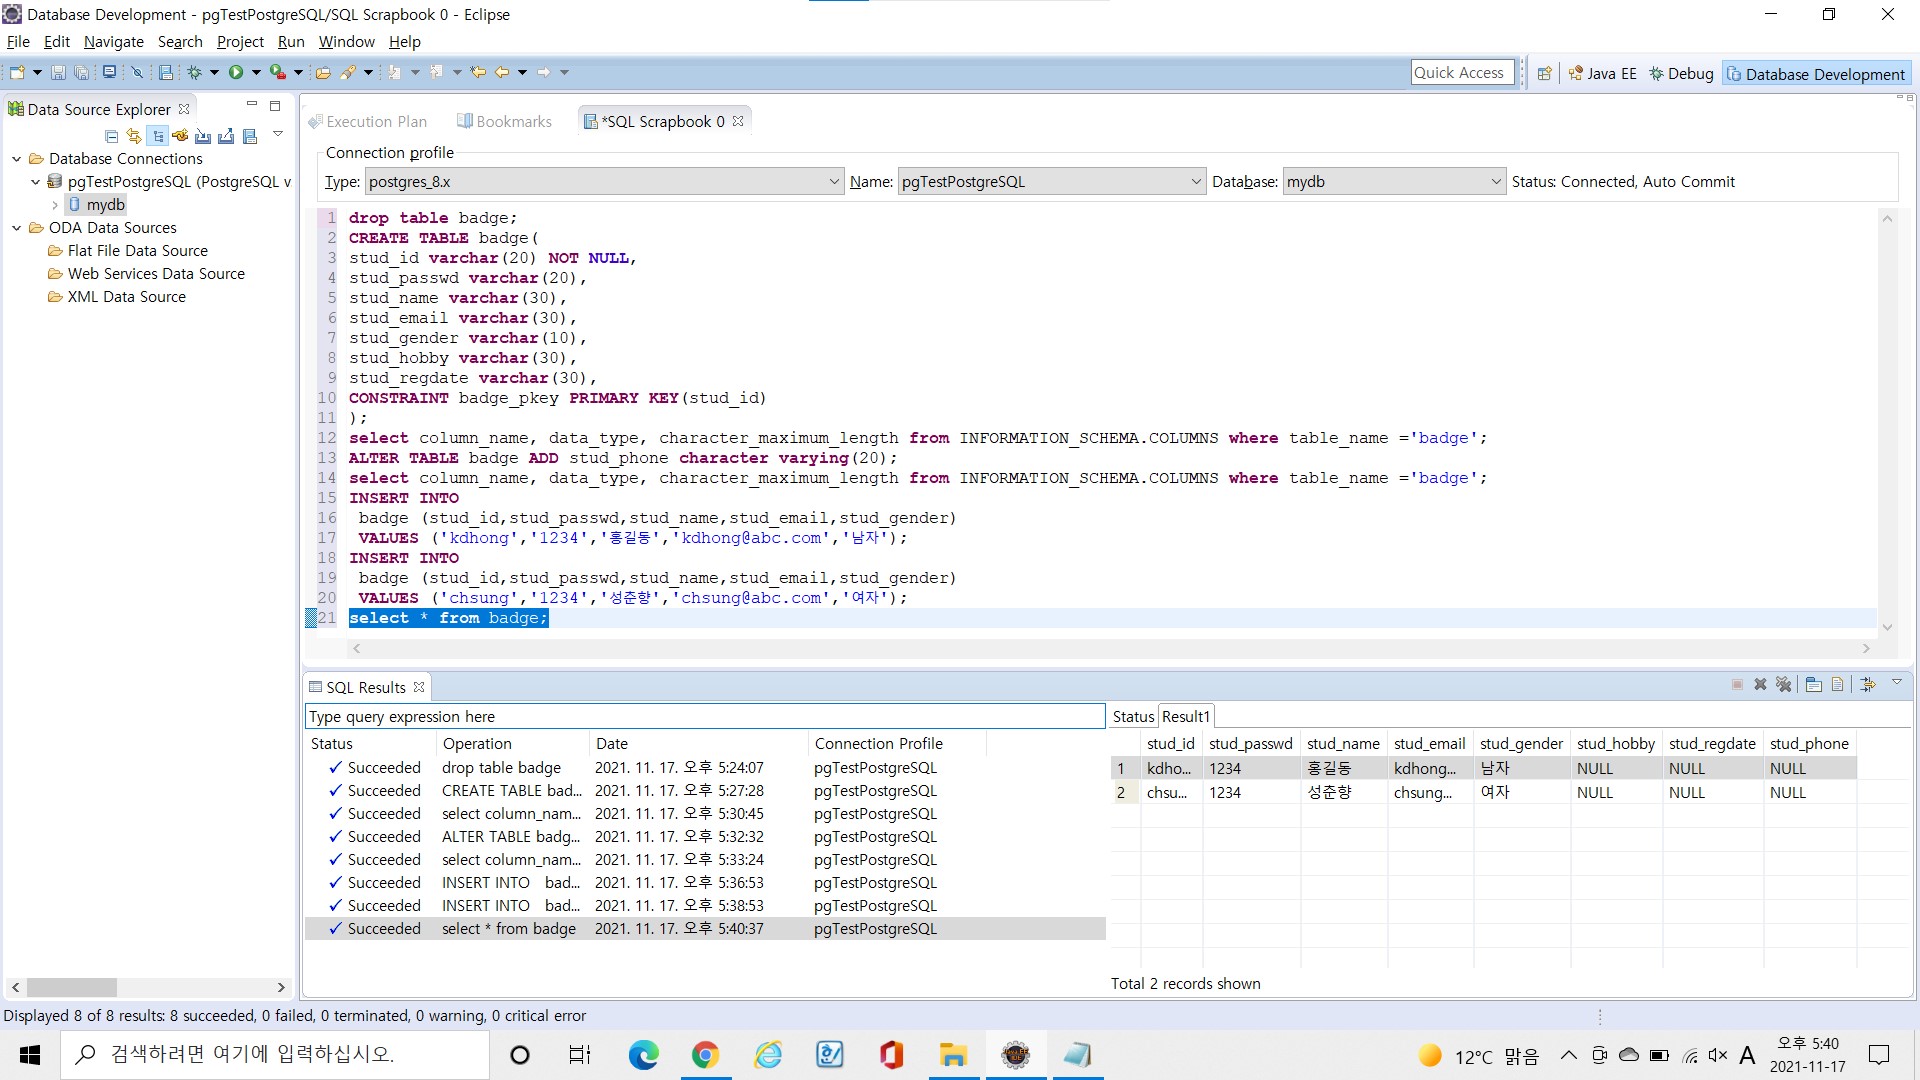 Database Development - pgTestPostgreSQL/SQL Scrapbook 0 - Eclipse
File Edit Navigate Search Project Run Window Help
Quick Access Java EE Debug Database Development
Data Source Explorer
Database Connections
pgTestPostgreSQL (PostgreSQL v
mydb
ODA Data Sources
Flat File Data Source
Web Services Data Source
XML Data Source
Execution Plan Bookmarks *SQL Scrapbook 0
Connection profile
Type: postgres_8.x Name: pgTestPostgreSQL Database: mydb Status: Connected, Auto Commit
1 drop table badge;
2 CREATE TABLE badge(
3 stud_id varchar(20) NOT NULL,
4 stud_passwd varchar(20),
5 stud_name varchar(30),
6 stud_email varchar(30),
7 stud_gender varchar(10),
8 stud_hobby varchar(30),
9 stud_regdate varchar(30),
10 CONSTRAINT badge_pkey PRIMARY KEY(stud_id)
11 );
12 select column_name, data_type, character_maximum_length from INFORMATION_SCHEMA.COLUMNS where table_name ='badge';
13 ALTER TABLE badge ADD stud_phone character varying(20);
14 select column_name, data_type, character_maximum_length from INFORMATION_SCHEMA.COLUMNS where table_name ='badge';
15 INSERT INTO
16 badge (stud_id,stud_passwd,stud_name,stud_email,stud_gender)
17 VALUES ('kdhong','1234','홍길동','kdhong@abc.com','남자');
18 INSERT INTO
19 badge (stud_id,stud_passwd,stud_name,stud_email,stud_gender)
20 VALUES ('chsung','1234','성춘향','chsung@abc.com','여자');
21 select * from badge;
SQL Results
Type query expression here
Status Operation Date Connection Profile
Succeeded drop table badge 2021. 11. 17. 오후 5:24:07 pgTestPostgreSQL
Succeeded CREATE TABLE bad... 2021. 11. 17. 오후 5:27:28 pgTestPostgreSQL
Succeeded select column_nam... 2021. 11. 17. 오후 5:30:45 pgTestPostgreSQL
Succeeded ALTER TABLE badg... 2021. 11. 17. 오후 5:32:32 pgTestPostgreSQL
Succeeded select column_nam... 2021. 11. 17. 오후 5:33:24 pgTestPostgreSQL
Succeeded INSERT INTO bad... 2021. 11. 17. 오후 5:36:53 pgTestPostgreSQL
Succeeded INSERT INTO bad... 2021. 11. 17. 오후 5:38:53 pgTestPostgreSQL
Succeeded select * from badge 2021. 11. 17. 오후 5:40:37 pgTestPostgreSQL
Status Result1
stud_id stud_passwd stud_name stud_email stud_gender stud_hobby stud_regdate stud_phone
1 kdho... 1234 홍길동 kdhong... 남자 NULL NULL NULL
2 chsu... 1234 성춘향 chsung... 여자 NULL NULL NULL
Total 2 records shown
Displayed 8 of 8 results: 8 succeeded, 0 failed, 0 terminated, 0 warning, 0 critical error
검색하려면 여기에 입력하십시오.
12°C 맑음
A
오후 5:40
2021-11-17